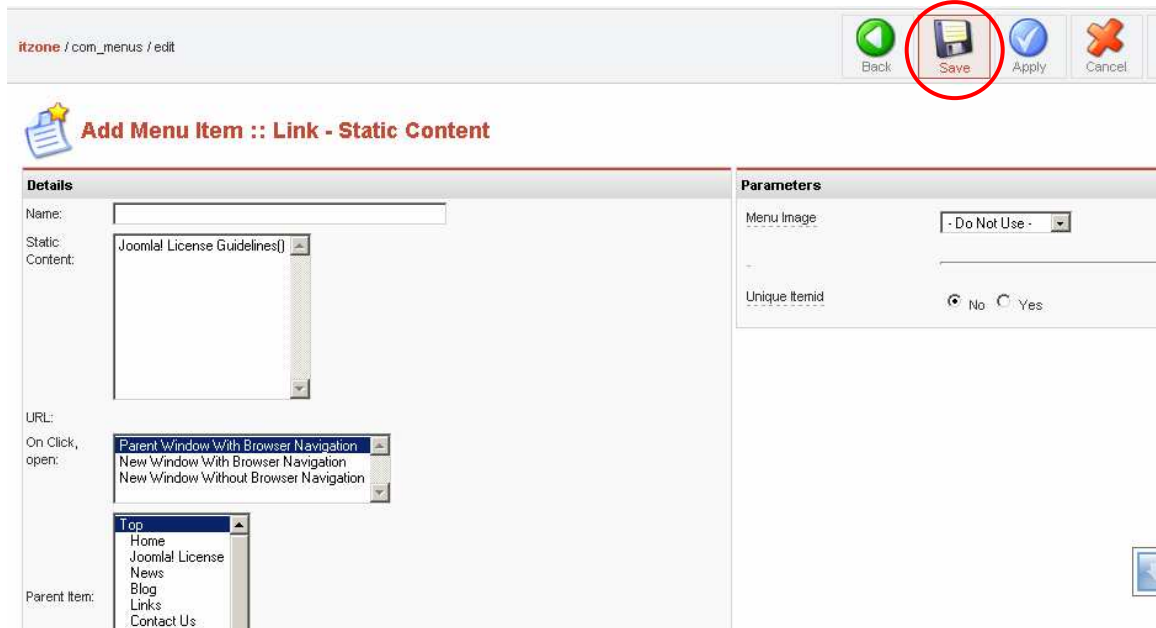 itzone / com_menus / edit
Back Save Apply Cancel
Add Menu Item :: Link - Static Content
Details
Name:
Static
Content:
Joomla! License Guidelines()
URL:
On Click,
open:
Parent Window With Browser Navigation
New Window With Browser Navigation
New Window Without Browser Navigation
Parent Item:
Top
Home
Joomla! License
News
Blog
Links
Contact Us
Parameters
Menu Image
- Do Not Use -
-
Unique Itemid
No Yes